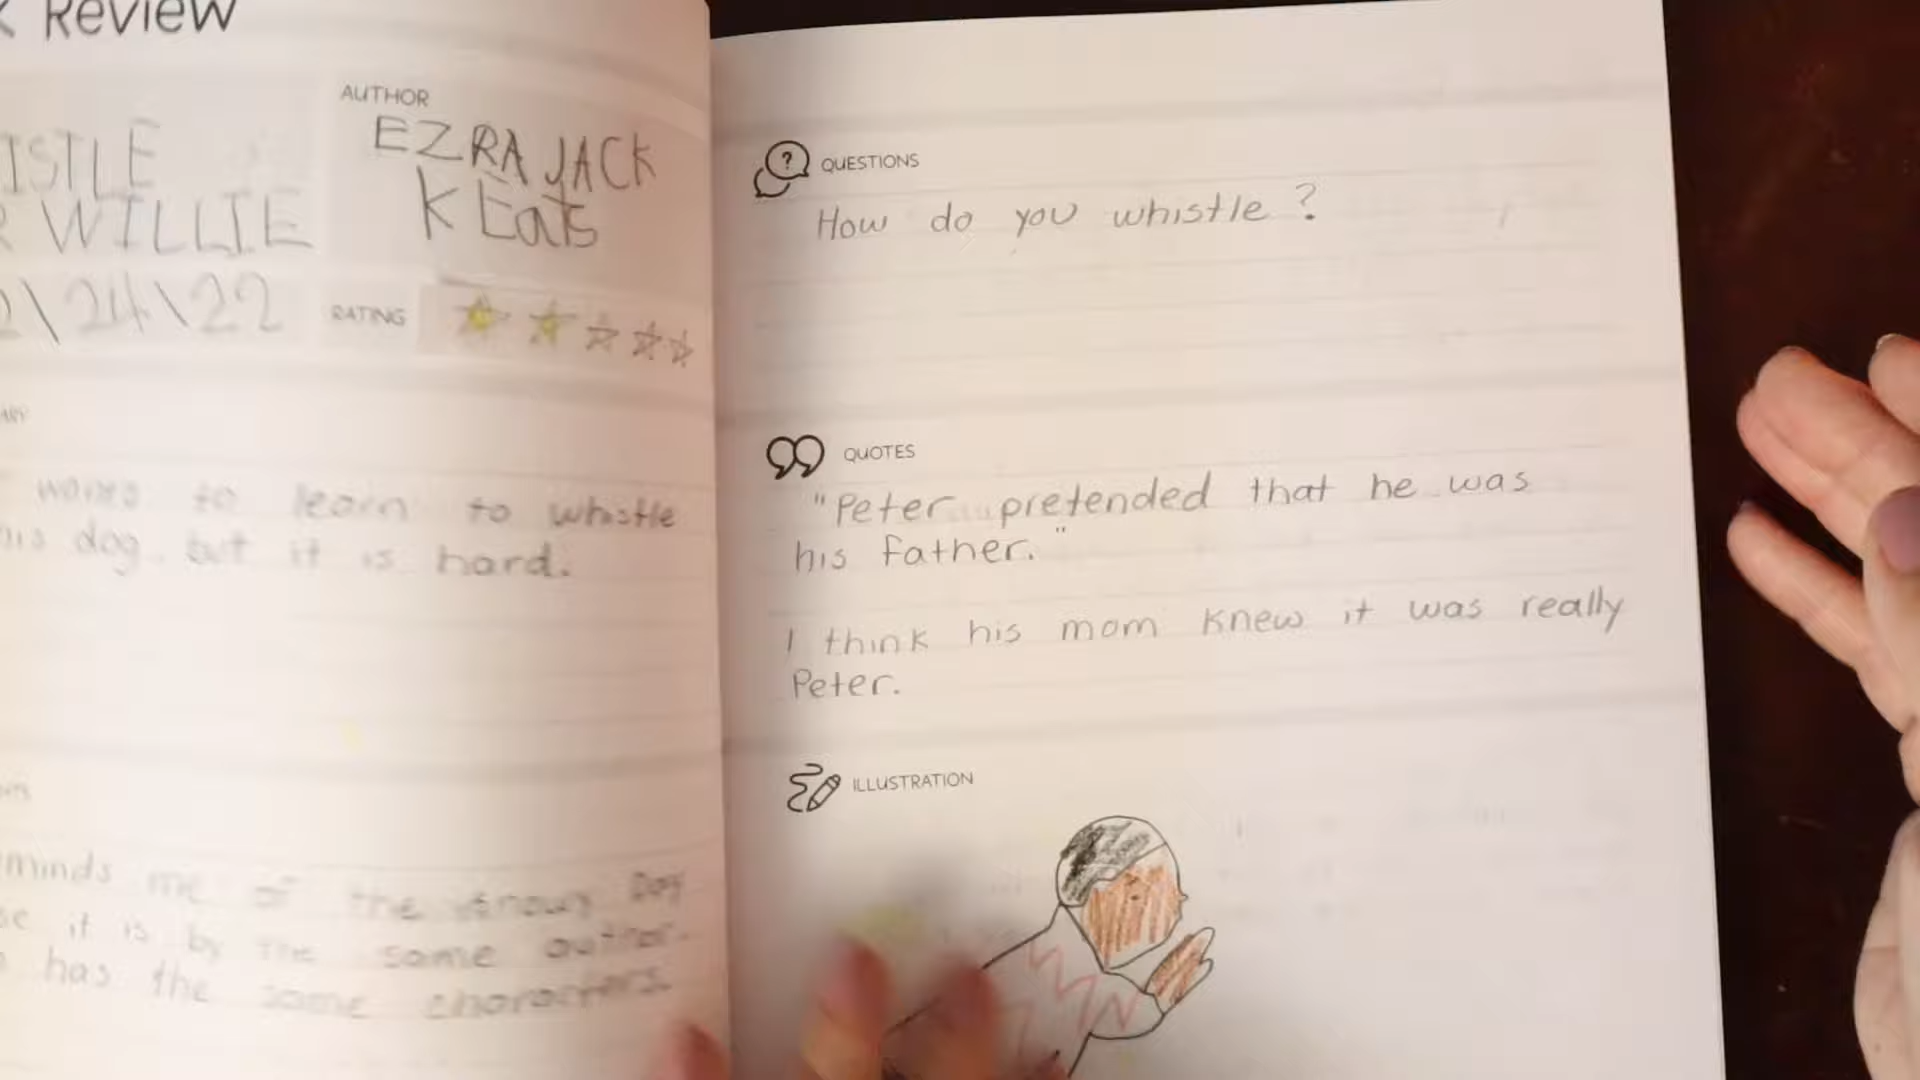 Review
AUTHOR
EZRA JACK
KEats
ISTLE
WILLIE
\24\22
RATING
wants to learn to whistle
his dog. but it is hard.
minds me of the Snowy Day
se it is by the same author.
has the same characters.
QUESTIONS
How do you whistle?
QUOTES
"Peter pretended that he was
his father."
I think his mom knew it was really
Peter.
ILLUSTRATION